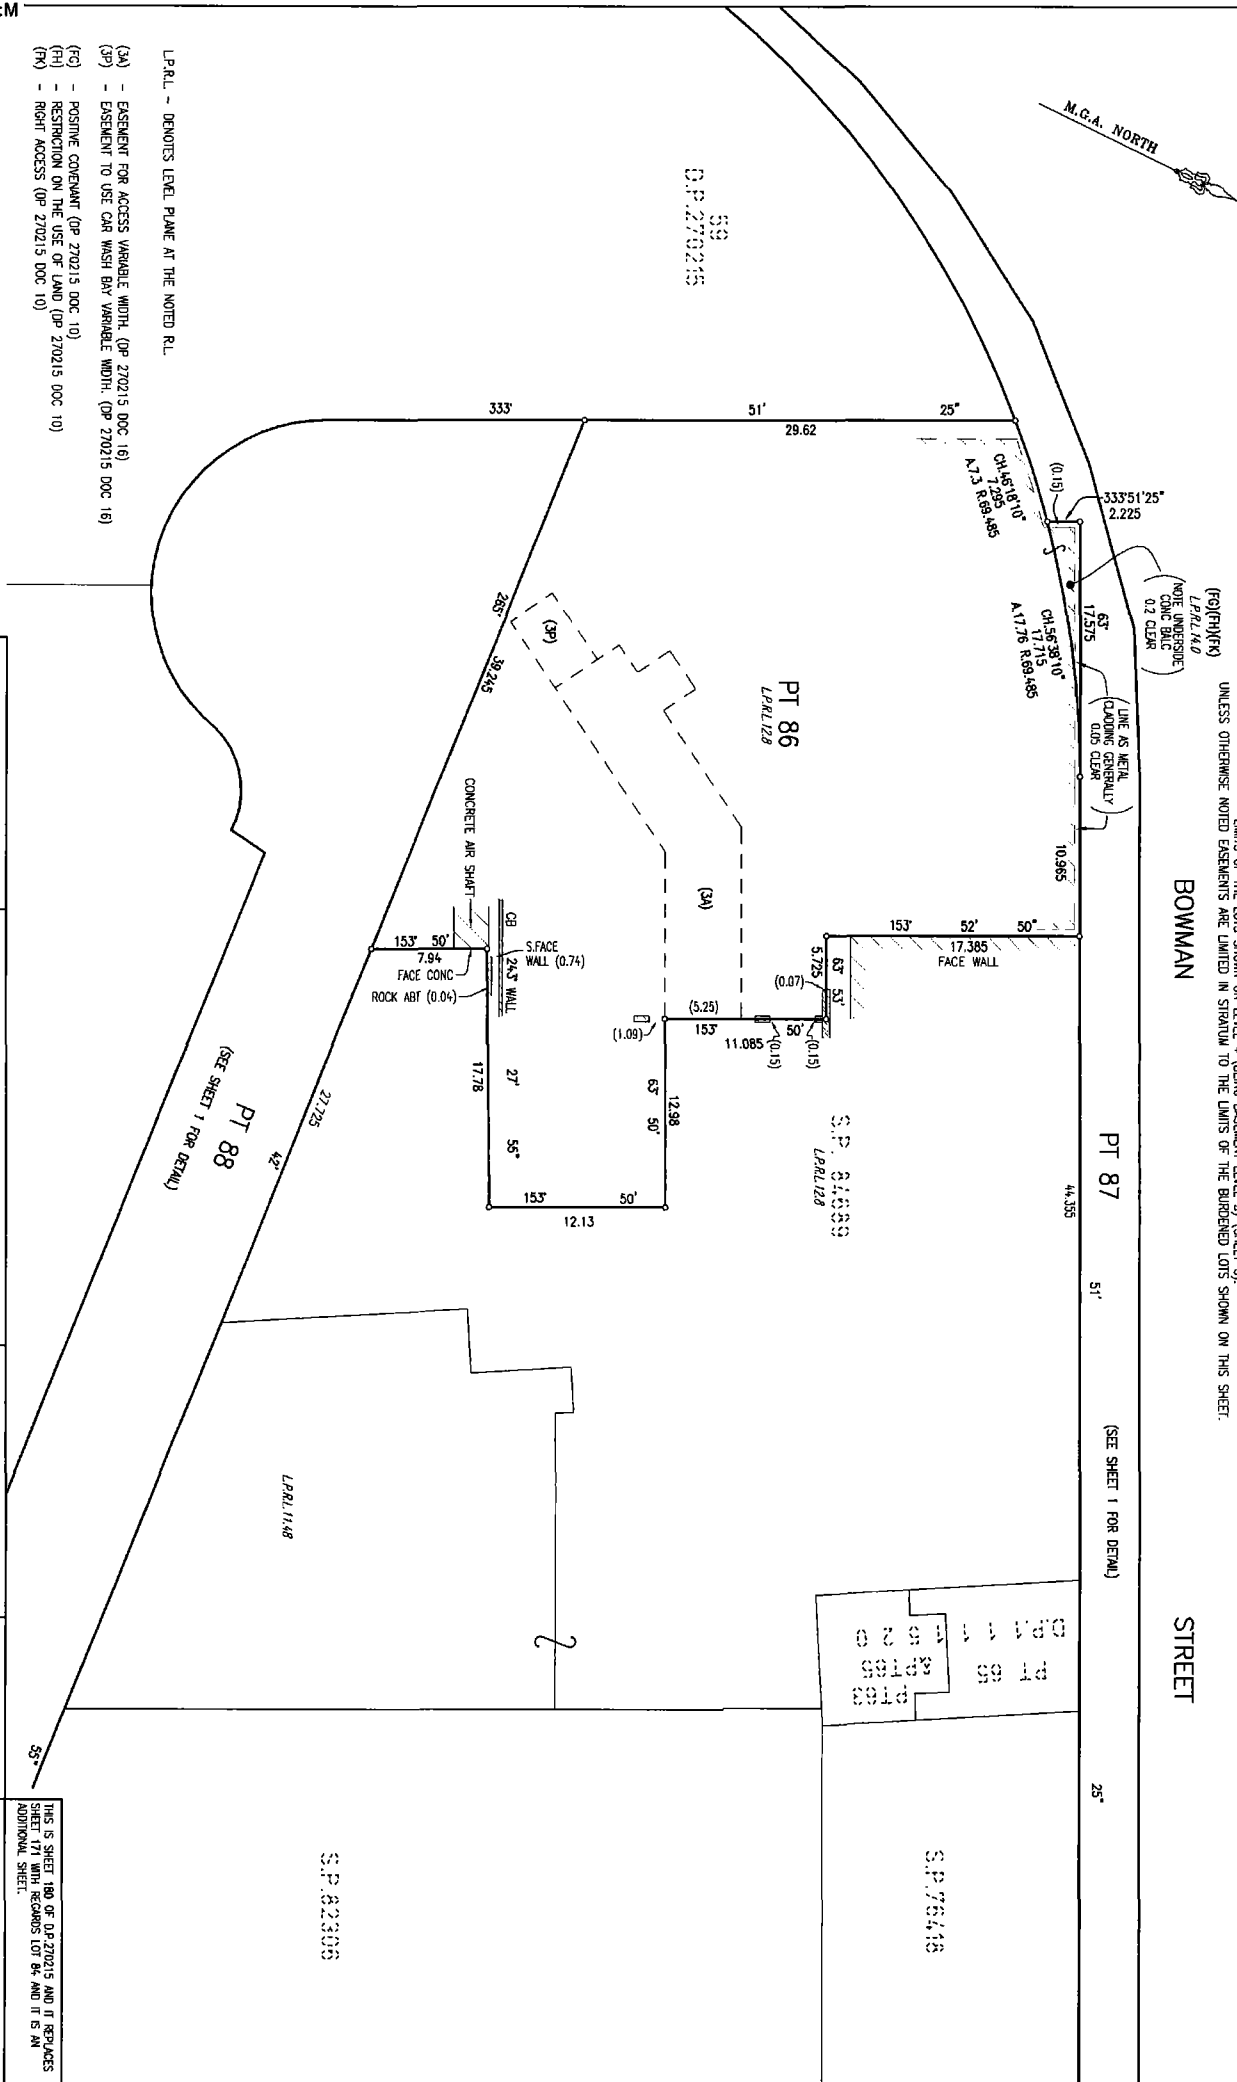 :M
M.G.A. NORTH
UNLESS OTHERWISE NOTED EASEMENTS ARE LIMITED IN STRATUM TO THE LIMITS OF THE BURDENED LOTS SHOWN ON THIS SHEET.
BOWMAN
STREET
PT 87
(SEE SHEET 1 FOR DETAIL)
(FG)(FH)(FK)
L.P.R.L.14.0
NOTE UNDERSIDE
CONC BALC
0.2 CLEAR
LINE AS METAL
CLADDING GENERALLY
0.05 CLEAR
333°51'25"
2.225
(0.15)
63°
17.575
10.965
44.355
51'
25"
CH.46°18'10"
7.295
A.7.3 R.69.485
CH.56°38'10"
17.715
A.17.76 R.69.485
59
D.P.270215
333°
51'
25"
29.62
PT 86
L.P.R.L.12.8
(3P)
(3A)
265°
39.245
153° 52' 50"
17.385
FACE WALL
63° 53'
5.725
(0.07)
(5.25)
153° 50'
11.085
(0.15)
(0.15)
(1.09)
63° 50'
12.98
153° 50'
12.13
S.P. 84689
L.P.R.L.12.8
CONCRETE AIR SHAFT
CB
S.FACE
WALL (0.74)
243° WALL
27'
55"
17.78
153° 50'
7.94
FACE CONC
ROCK ABT (0.04)
27.725
42'
55"
PT 88
(SEE SHEET 1 FOR DETAIL)
L.P.R.L.11.48
PT 65
D.P.1 1 1
PT63
&PT65
S.P.76418
S.P.82306
L.P.R.L. - DENOTES LEVEL PLANE AT THE NOTED R.L.
(3A) - EASEMENT FOR ACCESS VARIABLE WIDTH. (DP 270215 DOC 16)
(3P) - EASEMENT TO USE CAR WASH BAY VARIABLE WIDTH. (DP 270215 DOC 16)
(FG) - POSITIVE COVENANT (DP 270215 DOC 10)
(FH) - RESTRICTION ON THE USE OF LAND (DP 270215 DOC 10)
(FK) - RIGHT ACCESS (DP 270215 DOC 10)
THIS IS SHEET 180 OF D.P.270215 AND IT REPLACES
SHEET 171 WITH REGARDS LOT 84 AND IT IS AN
ADDITIONAL SHEET.